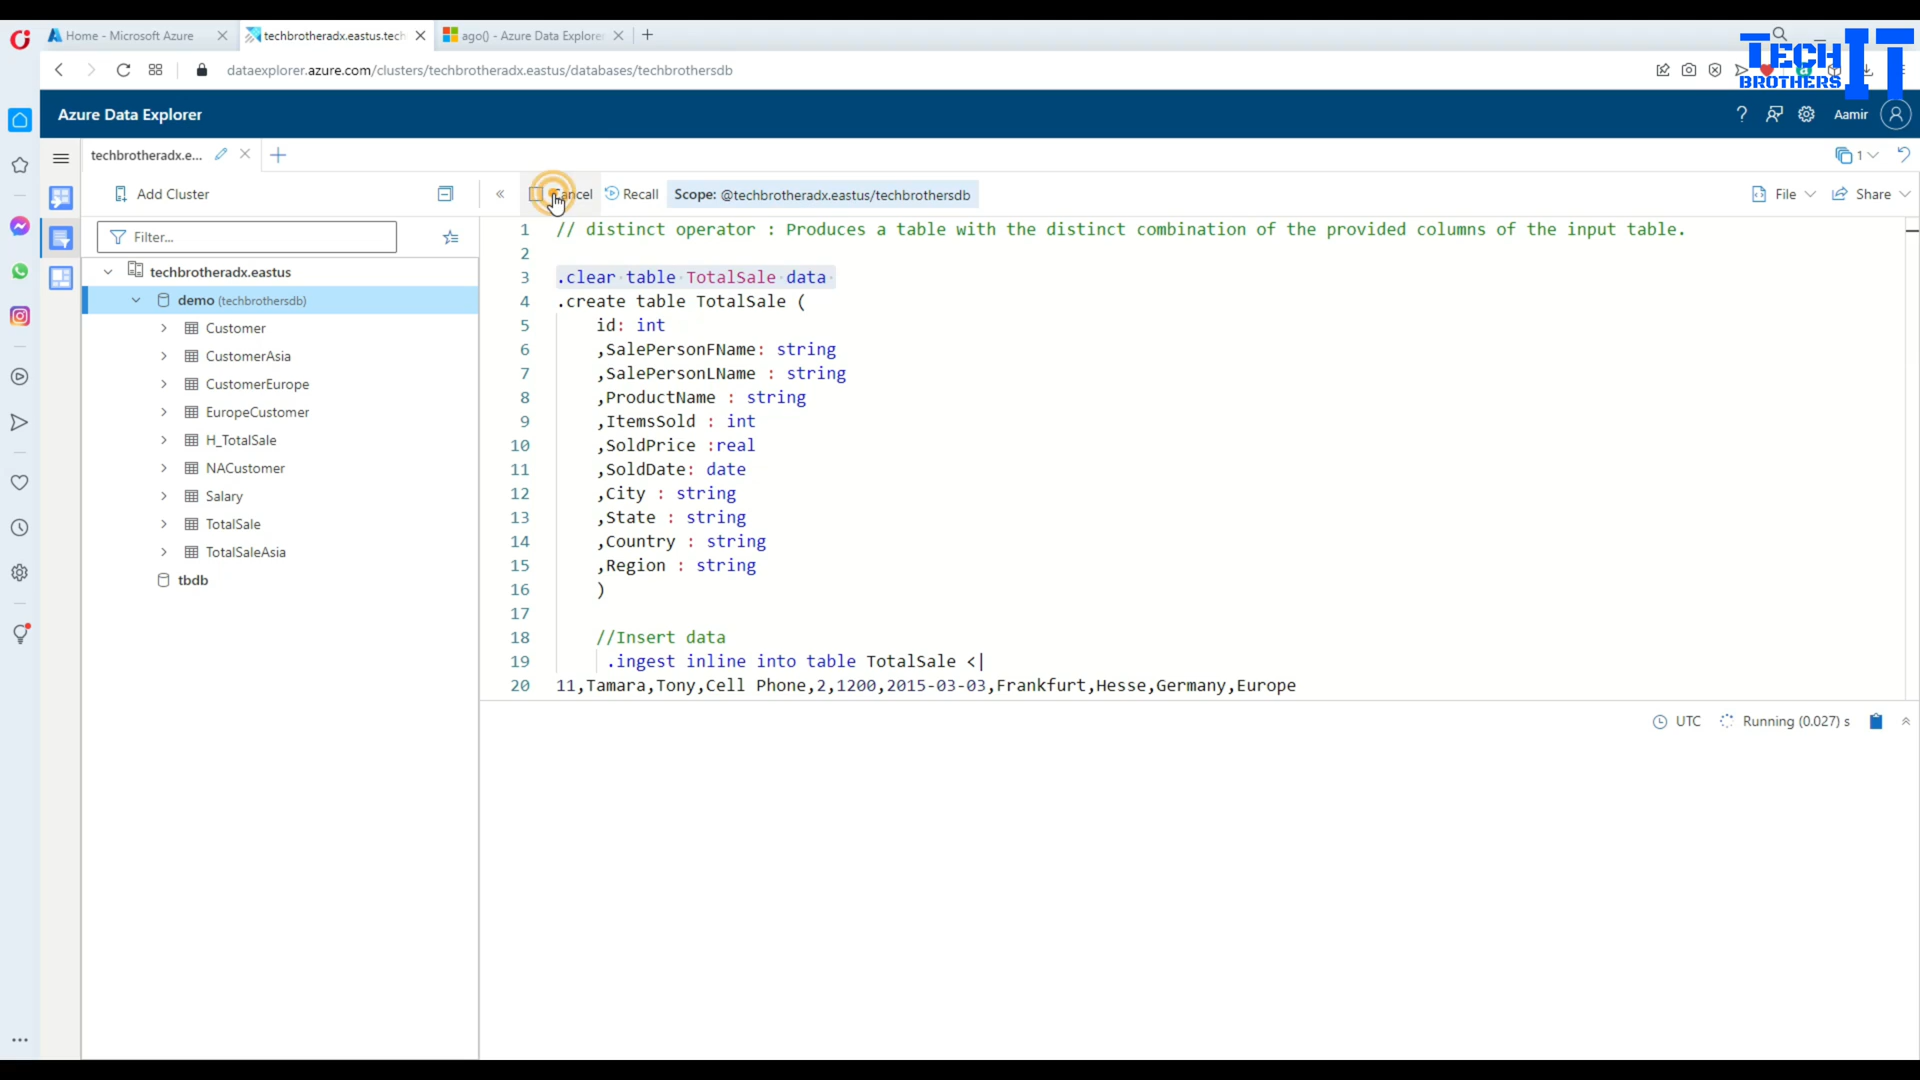 Home - Microsoft Azure
techbrotheradx.eastus.tech
ago() - Azure Data Explorer
TECH
BROTHERS
IT
dataexplorer.azure.com/clusters/techbrotheradx.eastus/databases/techbrothersdb
Azure Data Explorer
?
Aamir
techbrotheradx.e...
1
Add Cluster
Cancel
Recall
Scope: @techbrotheradx.eastus/techbrothersdb
File
Share
Filter...
techbrotheradx.eastus
demo (techbrothersdb)
Customer
CustomerAsia
CustomerEurope
EuropeCustomer
H_TotalSale
NACustomer
Salary
TotalSale
TotalSaleAsia
tbdb
1 // distinct operator : Produces a table with the distinct combination of the provided columns of the input table.
2
3 .clear table TotalSale data
4 .create table TotalSale (
5 id: int
6 ,SalePersonFName: string
7 ,SalePersonLName : string
8 ,ProductName : string
9 ,ItemsSold : int
10 ,SoldPrice :real
11 ,SoldDate: date
12 ,City : string
13 ,State : string
14 ,Country : string
15 ,Region : string
16 )
17
18 //Insert data
19 .ingest inline into table TotalSale <|
20 11,Tamara,Tony,Cell Phone,2,1200,2015-03-03,Frankfurt,Hesse,Germany,Europe
UTC
Running (0.027) s